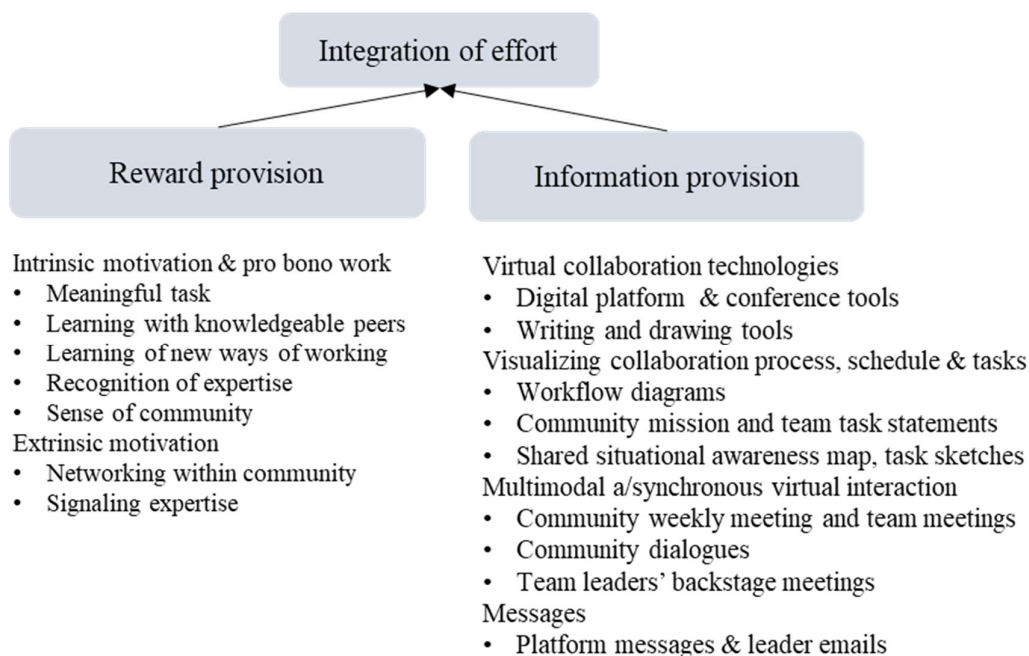 Integration of effort
Reward provision
Information provision
Intrinsic motivation & pro bono work
• Meaningful task
• Learning with knowledgeable peers
• Learning of new ways of working
• Recognition of expertise
• Sense of community
Extrinsic motivation
• Networking within community
• Signaling expertise
Virtual collaboration technologies
• Digital platform & conference tools
• Writing and drawing tools
Visualizing collaboration process, schedule & tasks
• Workflow diagrams
• Community mission and team task statements
• Shared situational awareness map, task sketches
Multimodal a/synchronous virtual interaction
• Community weekly meeting and team meetings
• Community dialogues
• Team leaders’ backstage meetings
Messages
• Platform messages & leader emails